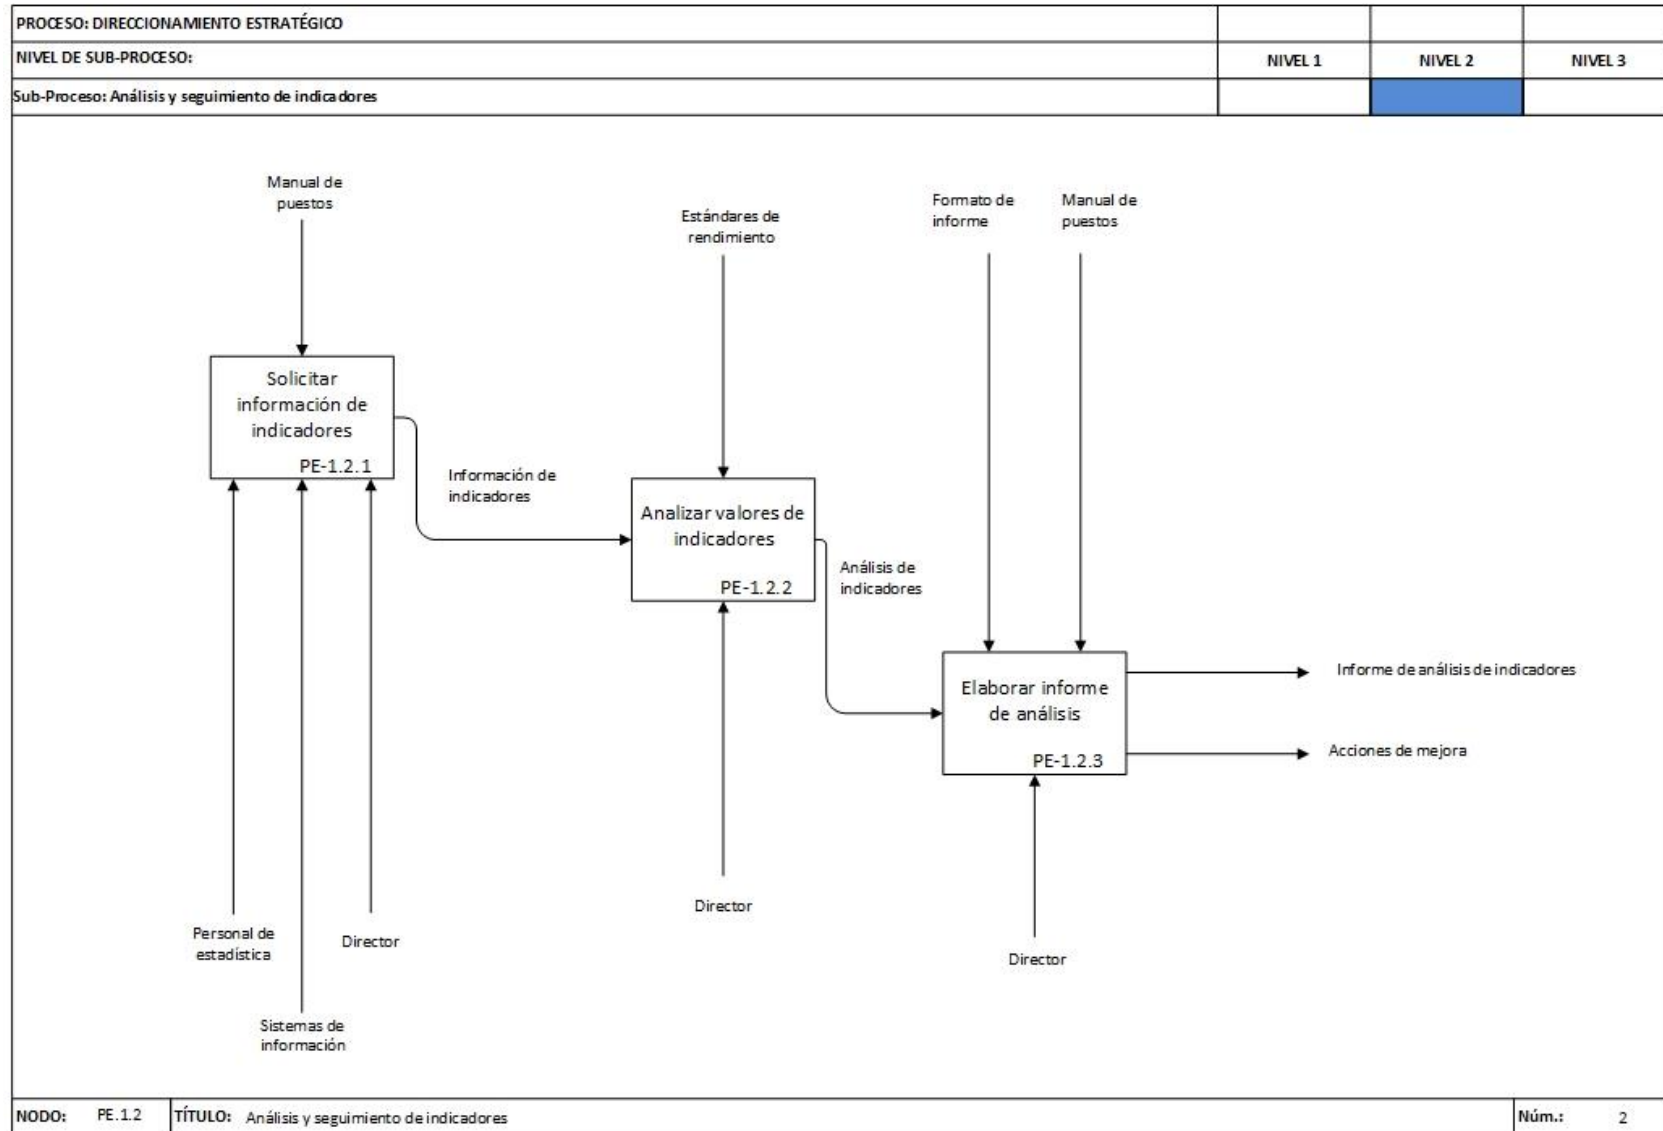 PROCESO: DIRECCIONAMIENTO ESTRATÉGICO
NIVEL DE SUB-PROCESO:
NIVEL 1
NIVEL 2
NIVEL 3
Sub-Proceso: Análisis y seguimiento de indicadores
Manual de
puestos
Estándares de
rendimiento
Formato de
informe
Manual de
puestos
Solicitar
información de
indicadores
PE-1.2.1
Información de
indicadores
Analizar valores de
indicadores
PE-1.2.2
Análisis de
indicadores
Elaborar informe
de análisis
PE-1.2.3
Informe de análisis de indicadores
Acciones de mejora
Personal de
estadística
Director
Sistemas de
información
Director
Director
NODO: PE.1.2 TÍTULO: Análisis y seguimiento de indicadores Núm.: 2